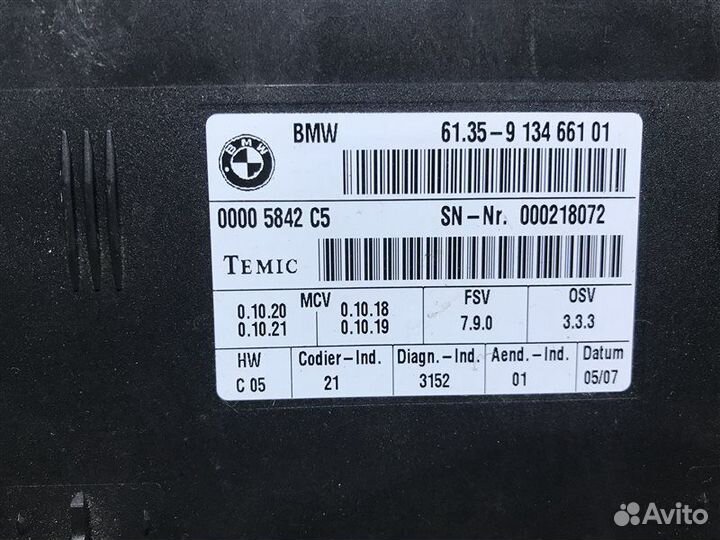 BMW
BMW 61.35-9 134 661 01
0000 5842 C5 SN-Nr. 000218072
TEMIC
MCV FSV OSV
0.10.20 0.10.18
0.10.21 0.10.19 7.9.0 3.3.3
HW Codier-Ind. Diagn.-Ind. Aend.-Ind. Datum
C 05 21 3152 01 05/07
Avito